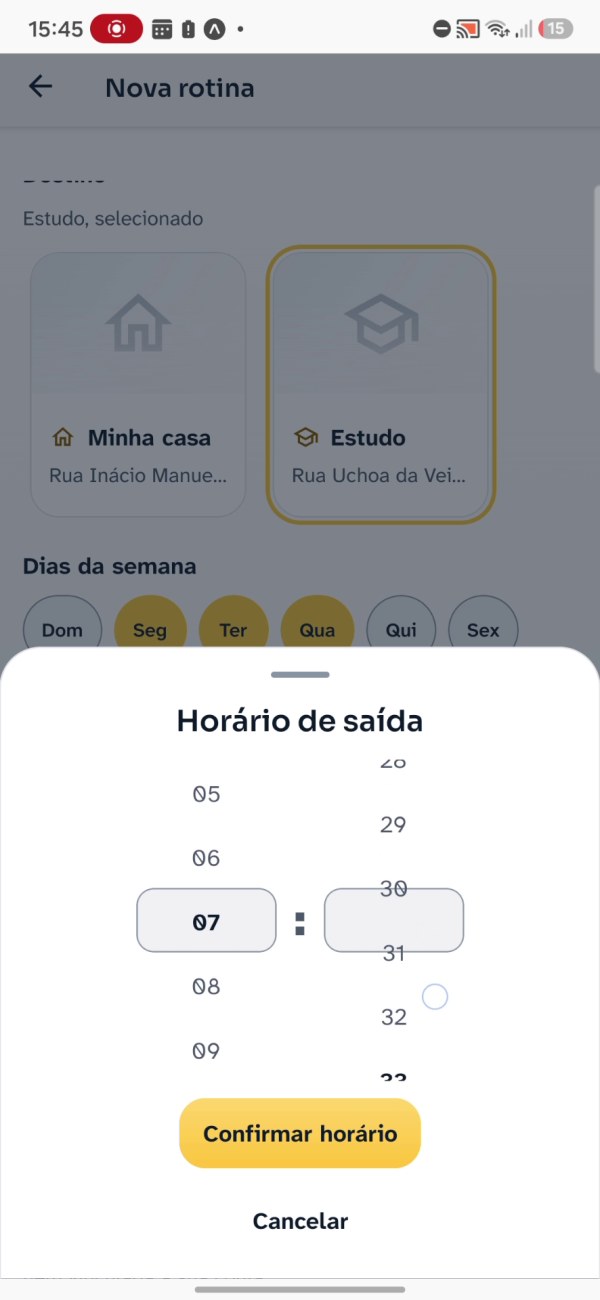 15:45
15
Nova rotina
Estudo, selecionado
Minha casa
Estudo
Rua Inácio Manue...
Rua Uchoa da Vei...
Dias da semana
Dom
Seg
Ter
Qua
Qui
Sex
Horário de saída
28
05
29
06
30
07
:
31
08
32
09
33
Confirmar horário
Cancelar